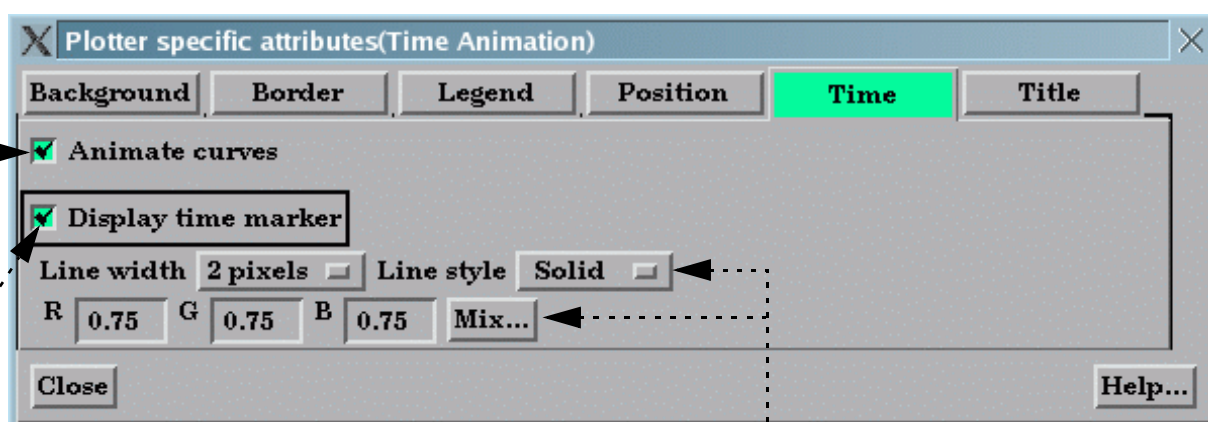 Plotter specific attributes(Time Animation)
Background Border Legend Position Time Title
Animate curves
Display time marker
Line width 2 pixels Line style Solid
R 0.75 G 0.75 B 0.75 Mix...
Close Help...